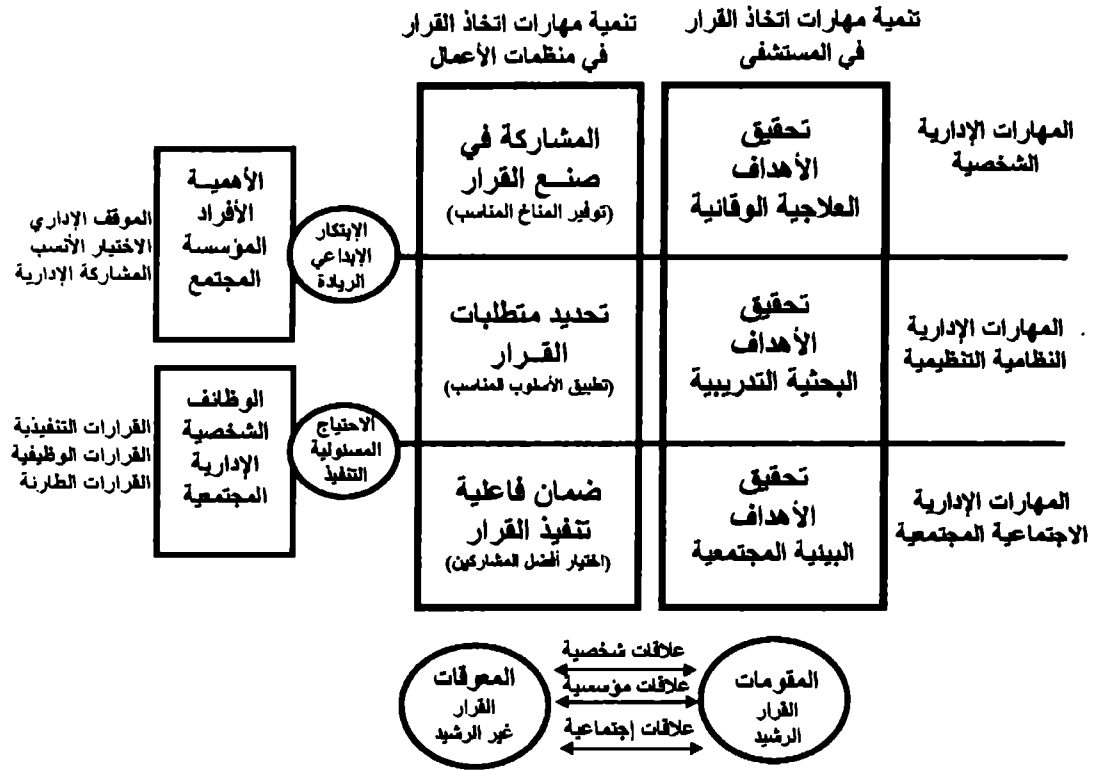 تنمية مهارات اتخاذ القرار
في المستشفى
تنمية مهارات اتخاذ القرار
في منظمات الأعمال
المهارات الإدارية
الشخصية
تحقيق
الأهداف
العلاجية الوقائية
المشاركة في
صنـع القرار
(توفير المناخ المناسب)
الإبتكار
الإبداعي
الريادة
الأهميـة
الأفراد
المؤسسة
المجتمع
الموقف الإداري
الاختيار الأنسب
المشاركة الإدارية
المهارات الإدارية
النظامية التنظيمية
تحقيق
الأهداف
البحثية التدريبية
تحديد متطلبات
القـرار
(تطبيق الأسلوب المناسب)
الاحتياج
المسئولية
التنفيذ
الوظائف
الشخصية
الإدارية
المجتمعية
القرارات التنفيذية
القرارات الوظيفية
القرارات الطارئة
المهارات الإدارية
الاجتماعية المجتمعية
تحقيق
الأهداف
البيئية المجتمعية
ضمان فاعلية
تنفيذ القرار
(اختيار أفضل المشاركين)
المقومات
القرار
الرشيد
علاقات شخصية
علاقات مؤسسية
علاقات إجتماعية
المعوقات
القرار
غير الرشيد